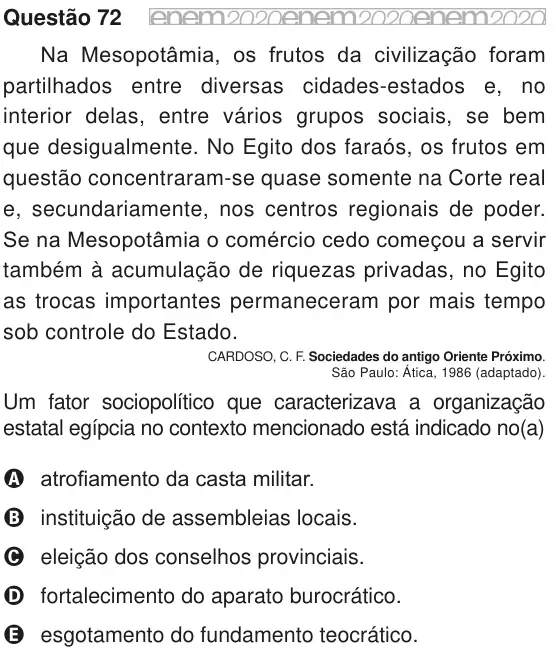 Questão 72 enem2020enem2020enem2020
Na Mesopotâmia, os frutos da civilização foram
partilhados entre diversas cidades-estados e, no
interior delas, entre vários grupos sociais, se bem
que desigualmente. No Egito dos faraós, os frutos em
questão concentraram-se quase somente na Corte real
e, secundariamente, nos centros regionais de poder.
Se na Mesopotâmia o comércio cedo começou a servir
também à acumulação de riquezas privadas, no Egito
as trocas importantes permaneceram por mais tempo
sob controle do Estado.
CARDOSO, C. F. Sociedades do antigo Oriente Próximo.
São Paulo: Ática, 1986 (adaptado).
Um fator sociopolítico que caracterizava a organização
estatal egípcia no contexto mencionado está indicado no(a)
A atrofiamento da casta militar.
B instituição de assembleias locais.
C eleição dos conselhos provinciais.
D fortalecimento do aparato burocrático.
E esgotamento do fundamento teocrático.